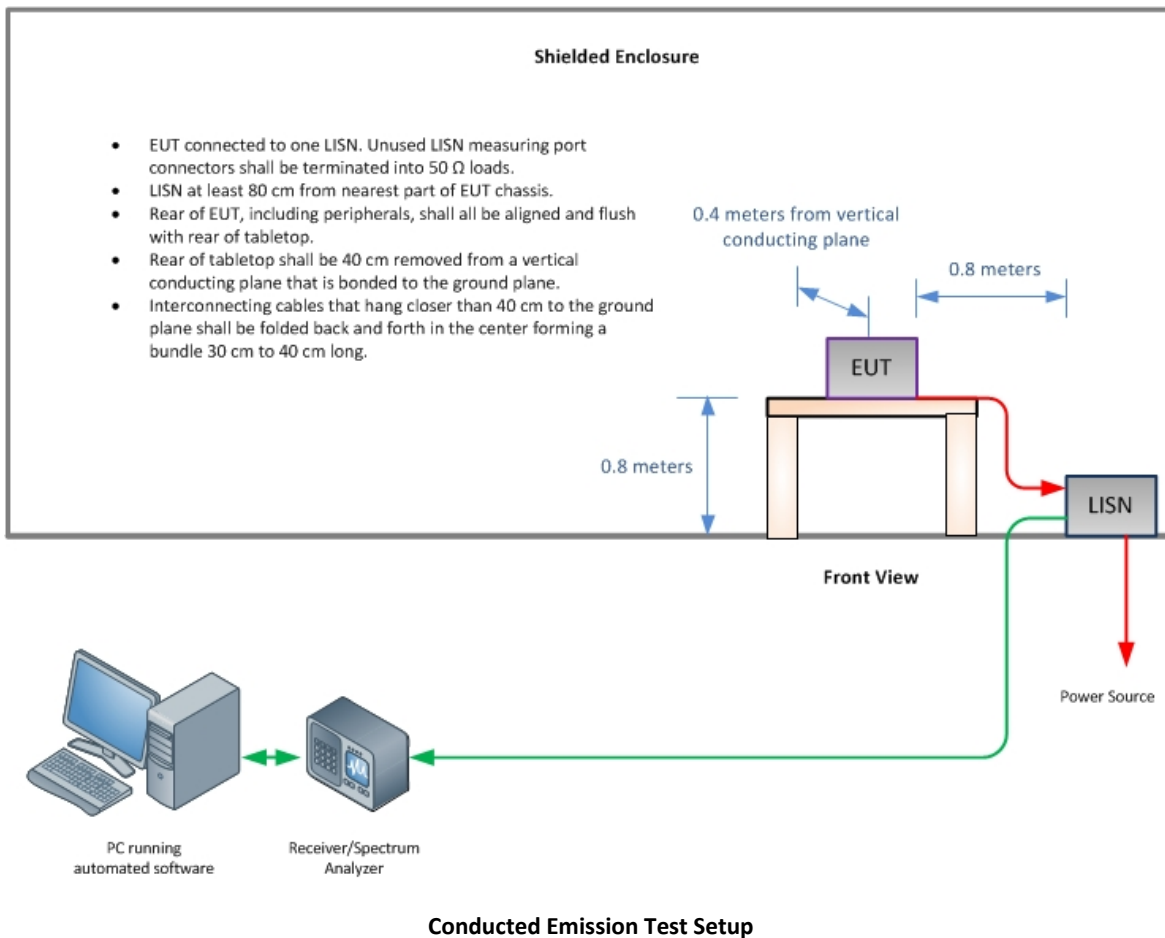 Shielded Enclosure
• EUT connected to one LISN. Unused LISN measuring port
connectors shall be terminated into 50 Ω loads.
• LISN at least 80 cm from nearest part of EUT chassis.
• Rear of EUT, including peripherals, shall all be aligned and flush
with rear of tabletop.
• Rear of tabletop shall be 40 cm removed from a vertical
conducting plane that is bonded to the ground plane.
• Interconnecting cables that hang closer than 40 cm to the ground
plane shall be folded back and forth in the center forming a
bundle 30 cm to 40 cm long.
0.4 meters from vertical
conducting plane
0.8 meters
EUT
0.8 meters
LISN
Front View
Power Source
PC running
automated software
Receiver/Spectrum
Analyzer
Conducted Emission Test Setup